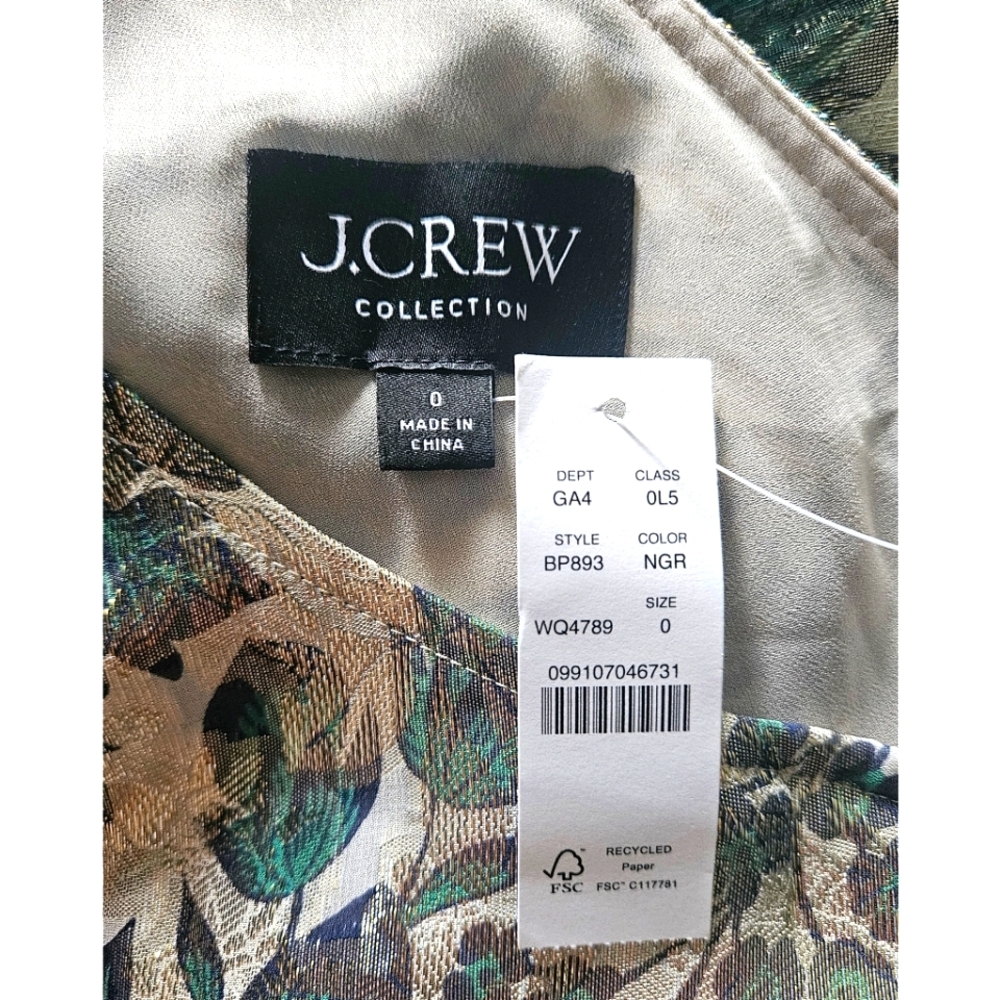 J.CREW
COLLECTION
0
MADE IN
CHINA
DEPT CLASS
GA4 0L5
STYLE COLOR
BP893 NGR
SIZE
WQ4789 0
099107046731
RECYCLED
Paper
FSC FSC™ C117781